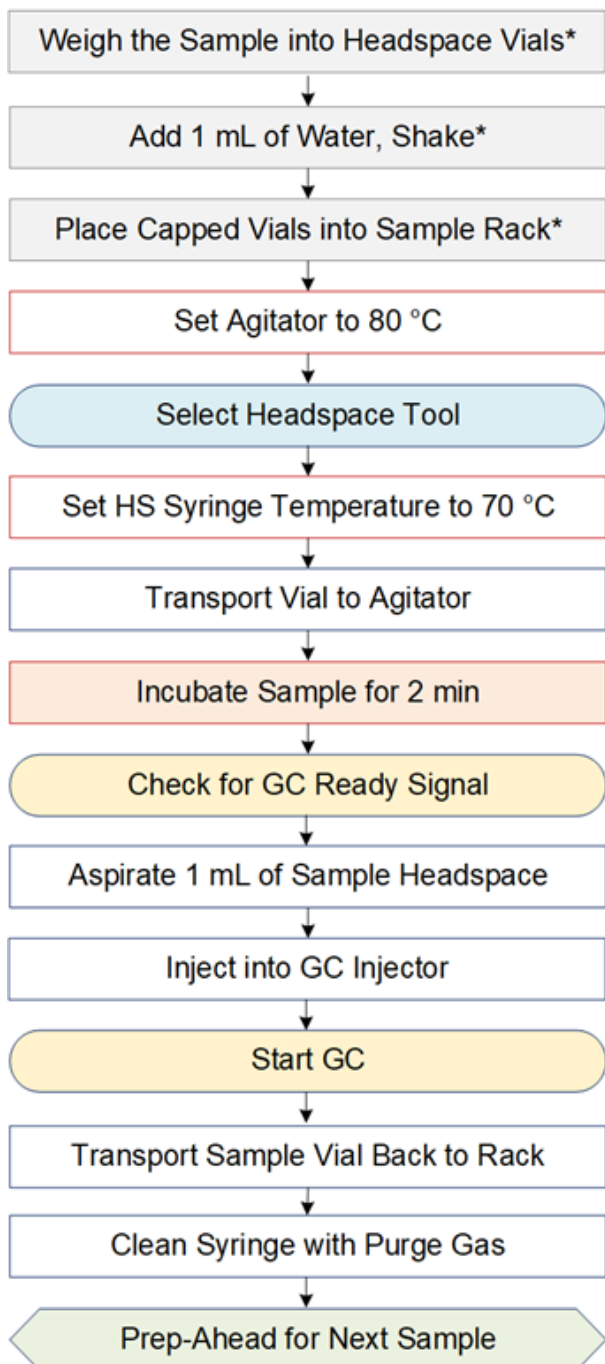 Weigh the Sample into Headspace Vials*
Add 1 mL of Water, Shake*
Place Capped Vials into Sample Rack*
Set Agitator to 80 °C
Select Headspace Tool
Set HS Syringe Temperature to 70 °C
Transport Vial to Agitator
Incubate Sample for 2 min
Check for GC Ready Signal
Aspirate 1 mL of Sample Headspace
Inject into GC Injector
Start GC
Transport Sample Vial Back to Rack
Clean Syringe with Purge Gas
Prep-Ahead for Next Sample